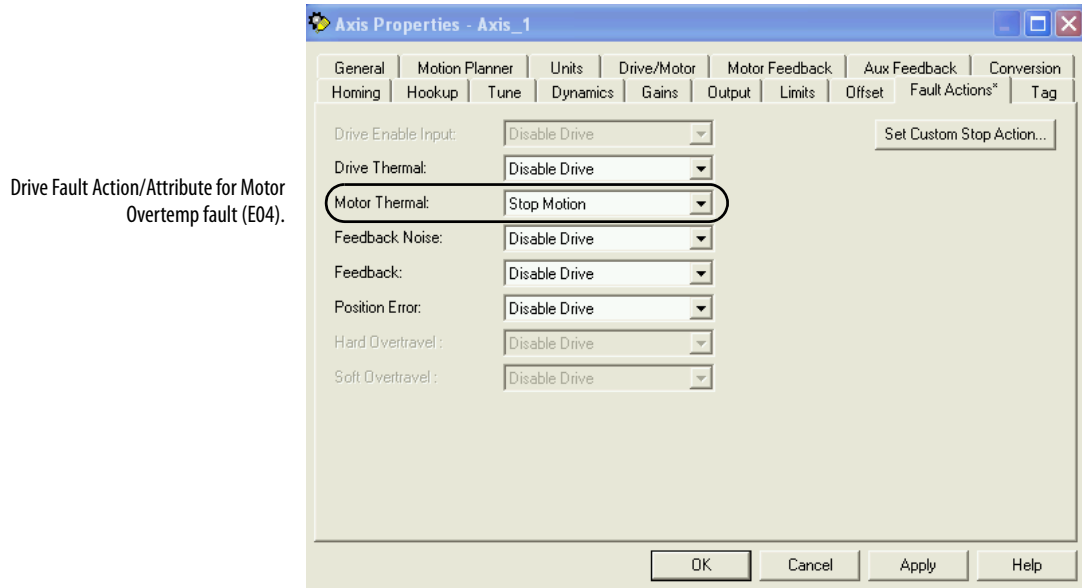 Axis Properties - Axis_1
General Motion Planner Units Drive/Motor Motor Feedback Aux Feedback Conversion
Homing Hookup Tune Dynamics Gains Output Limits Offset Fault Actions* Tag
Drive Enable Input: Disable Drive Set Custom Stop Action...
Drive Thermal: Disable Drive
Drive Fault Action/Attribute for Motor
Overtemp fault (E04).
Motor Thermal: Stop Motion
Feedback Noise: Disable Drive
Feedback: Disable Drive
Position Error: Disable Drive
Hard Overtravel : Disable Drive
Soft Overtravel : Disable Drive
OK Cancel Apply Help